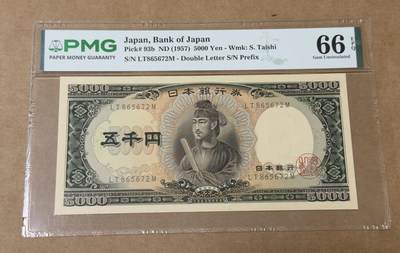 PMG
PAPER MONEY GUARANTY
Japan, Bank of Japan
Pick# 93b ND (1957) 5000 Yen - Wmk: S. Taishi
S/N LT865672M - Double Letter S/N Prefix
66 EPQ
Gem Uncirculated
5000 5000
日本銀行券
LT865672M
五千円
日本銀行
LT865672M
5000 5000